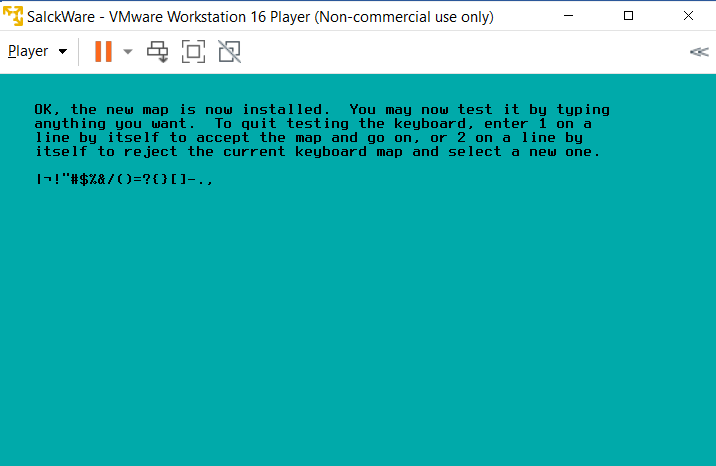 SalckWare - VMware Workstation 16 Player (Non-commercial use only)
Player
OK, the new map is now installed.  You may now test it by typing
anything you want.  To quit testing the keyboard, enter 1 on a
line by itself to accept the map and go on, or 2 on a line by
itself to reject the current keyboard map and select a new one.
|¬!"#$%&/()=?{}[]-.,